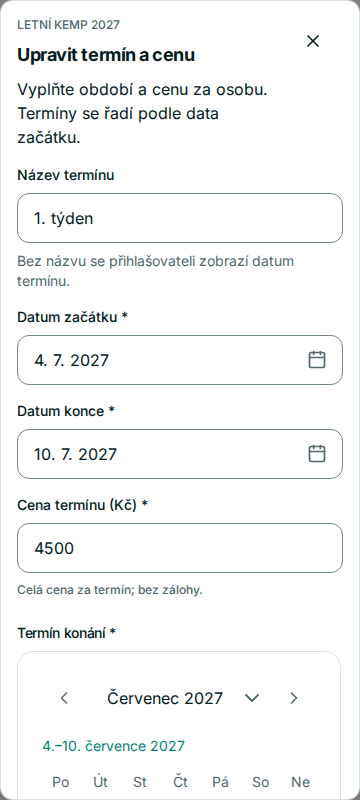 LETNÍ KEMP 2027
Upravit termín a cenu
Vyplňte období a cenu za osobu.
Termíny se řadí podle data
začátku.
Název termínu
1. týden
Bez názvu se přihlašovateli zobrazí datum
termínu.
Datum začátku *
4. 7. 2027
Datum konce *
10. 7. 2027
Cena termínu (Kč) *
4500
Celá cena za termín; bez zálohy.
Termín konání *
Červenec 2027
4.–10. července 2027
Po Út St Čt Pá So Ne